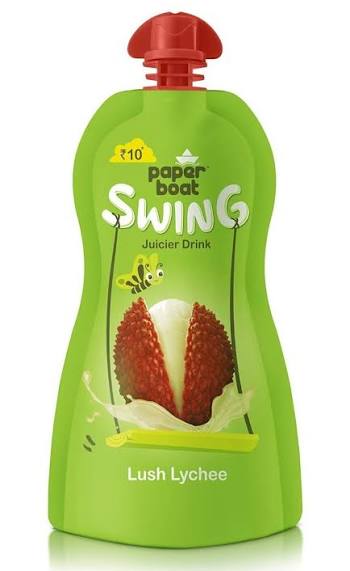 ₹10*
paper
boat
SWING
Juicier Drink
Lush Lychee